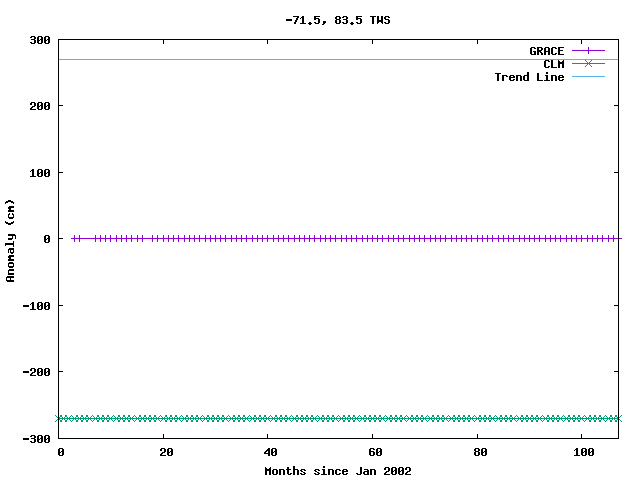 -71.5, 83.5 TWS
300
200
100
0
-100
-200
-300
Anomaly (cm)
GRACE
CLM
Trend Line
0 20 40 60 80 100
Months since Jan 2002